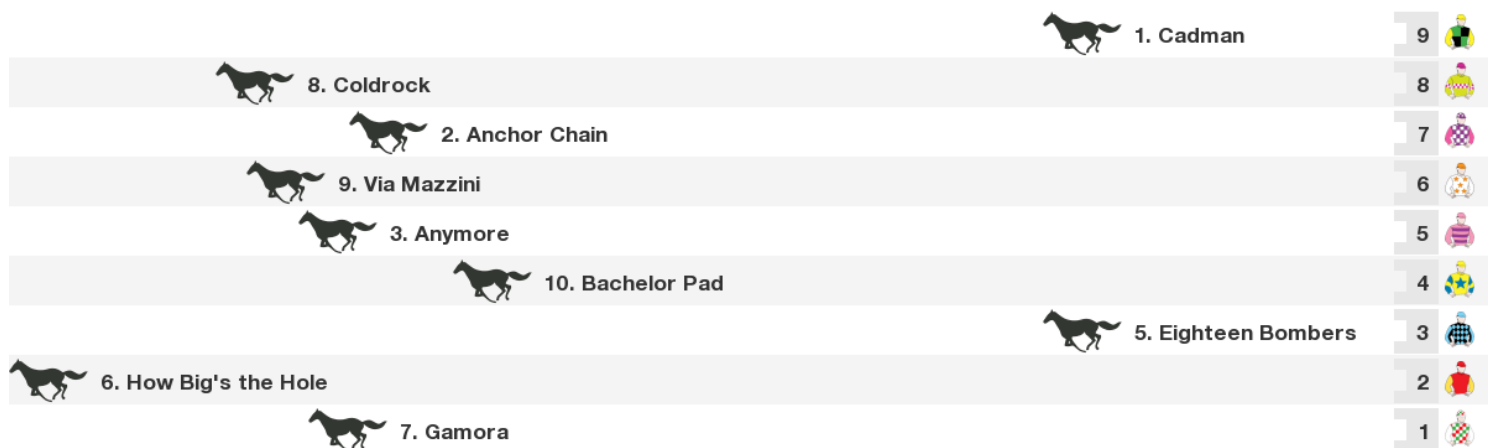 1. Cadman 9
8. Coldrock 8
2. Anchor Chain 7
9. Via Mazzini 6
3. Anymore 5
10. Bachelor Pad 4
5. Eighteen Bombers 3
6. How Big's the Hole 2
7. Gamora 1